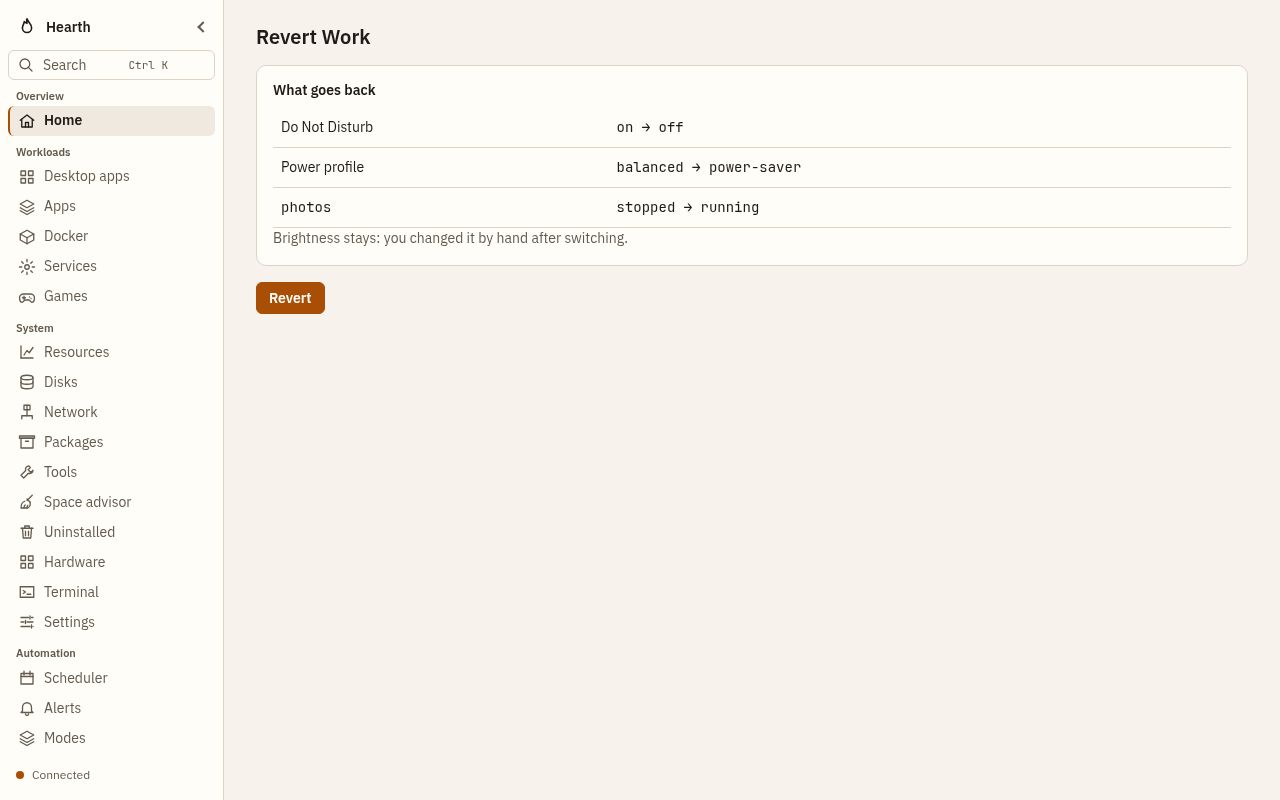 Hearth
Search Ctrl K
Overview
Home
Workloads
Desktop apps
Apps
Docker
Services
Games
System
Resources
Disks
Network
Packages
Tools
Space advisor
Uninstalled
Hardware
Terminal
Settings
Automation
Scheduler
Alerts
Modes
Connected
Revert Work
What goes back
Do Not Disturb on → off
Power profile balanced → power-saver
photos stopped → running
Brightness stays: you changed it by hand after switching.
Revert